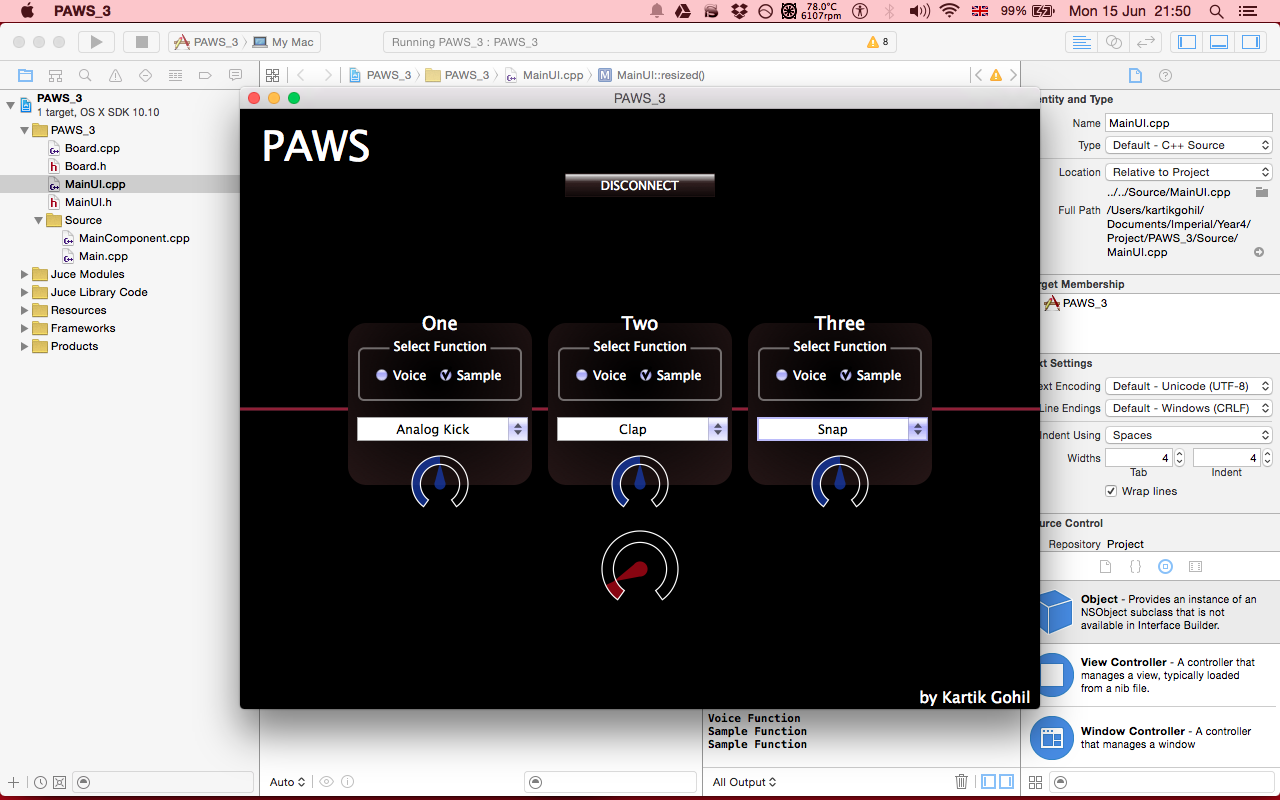 PAWS_3
78.0°C
6107rpm
99%
Mon 15 Jun 21:50
PAWS_3 My Mac
Running PAWS_3 : PAWS_3
8
PAWS_3 PAWS_3 MainUI.cpp M MainUI::resized()
PAWS_3
1 target, OS X SDK 10.10
PAWS_3
Board.cpp
Board.h
MainUI.cpp
MainUI.h
Source
MainComponent.cpp
Main.cpp
Juce Modules
Juce Library Code
Resources
Frameworks
Products
PAWS_3
PAWS
DISCONNECT
One
Select Function
Voice Sample
Analog Kick
Two
Select Function
Voice Sample
Clap
Three
Select Function
Voice Sample
Snap
by Kartik Gohil
Voice Function
Sample Function
Sample Function
Auto
All Output
entity and Type
Name MainUI.cpp
Type Default - C++ Source
Location Relative to Project
../../Source/MainUI.cpp
Full Path /Users/kartikgohil/
Documents/Imperial/Year4/
Project/PAWS_3/Source/
MainUI.cpp
rget Membership
PAWS_3
xt Settings
ext Encoding Default - Unicode (UTF-8)
Line Endings Default - Windows (CRLF)
Indent Using Spaces
Widths 4 4
Tab Indent
Wrap lines
urce Control
Repository Project
Object - Provides an instance of an
NSObject subclass that is not
available in Interface Builder.
View Controller - A controller that
manages a view, typically loaded
from a nib file.
Window Controller - A controller
that manages a window